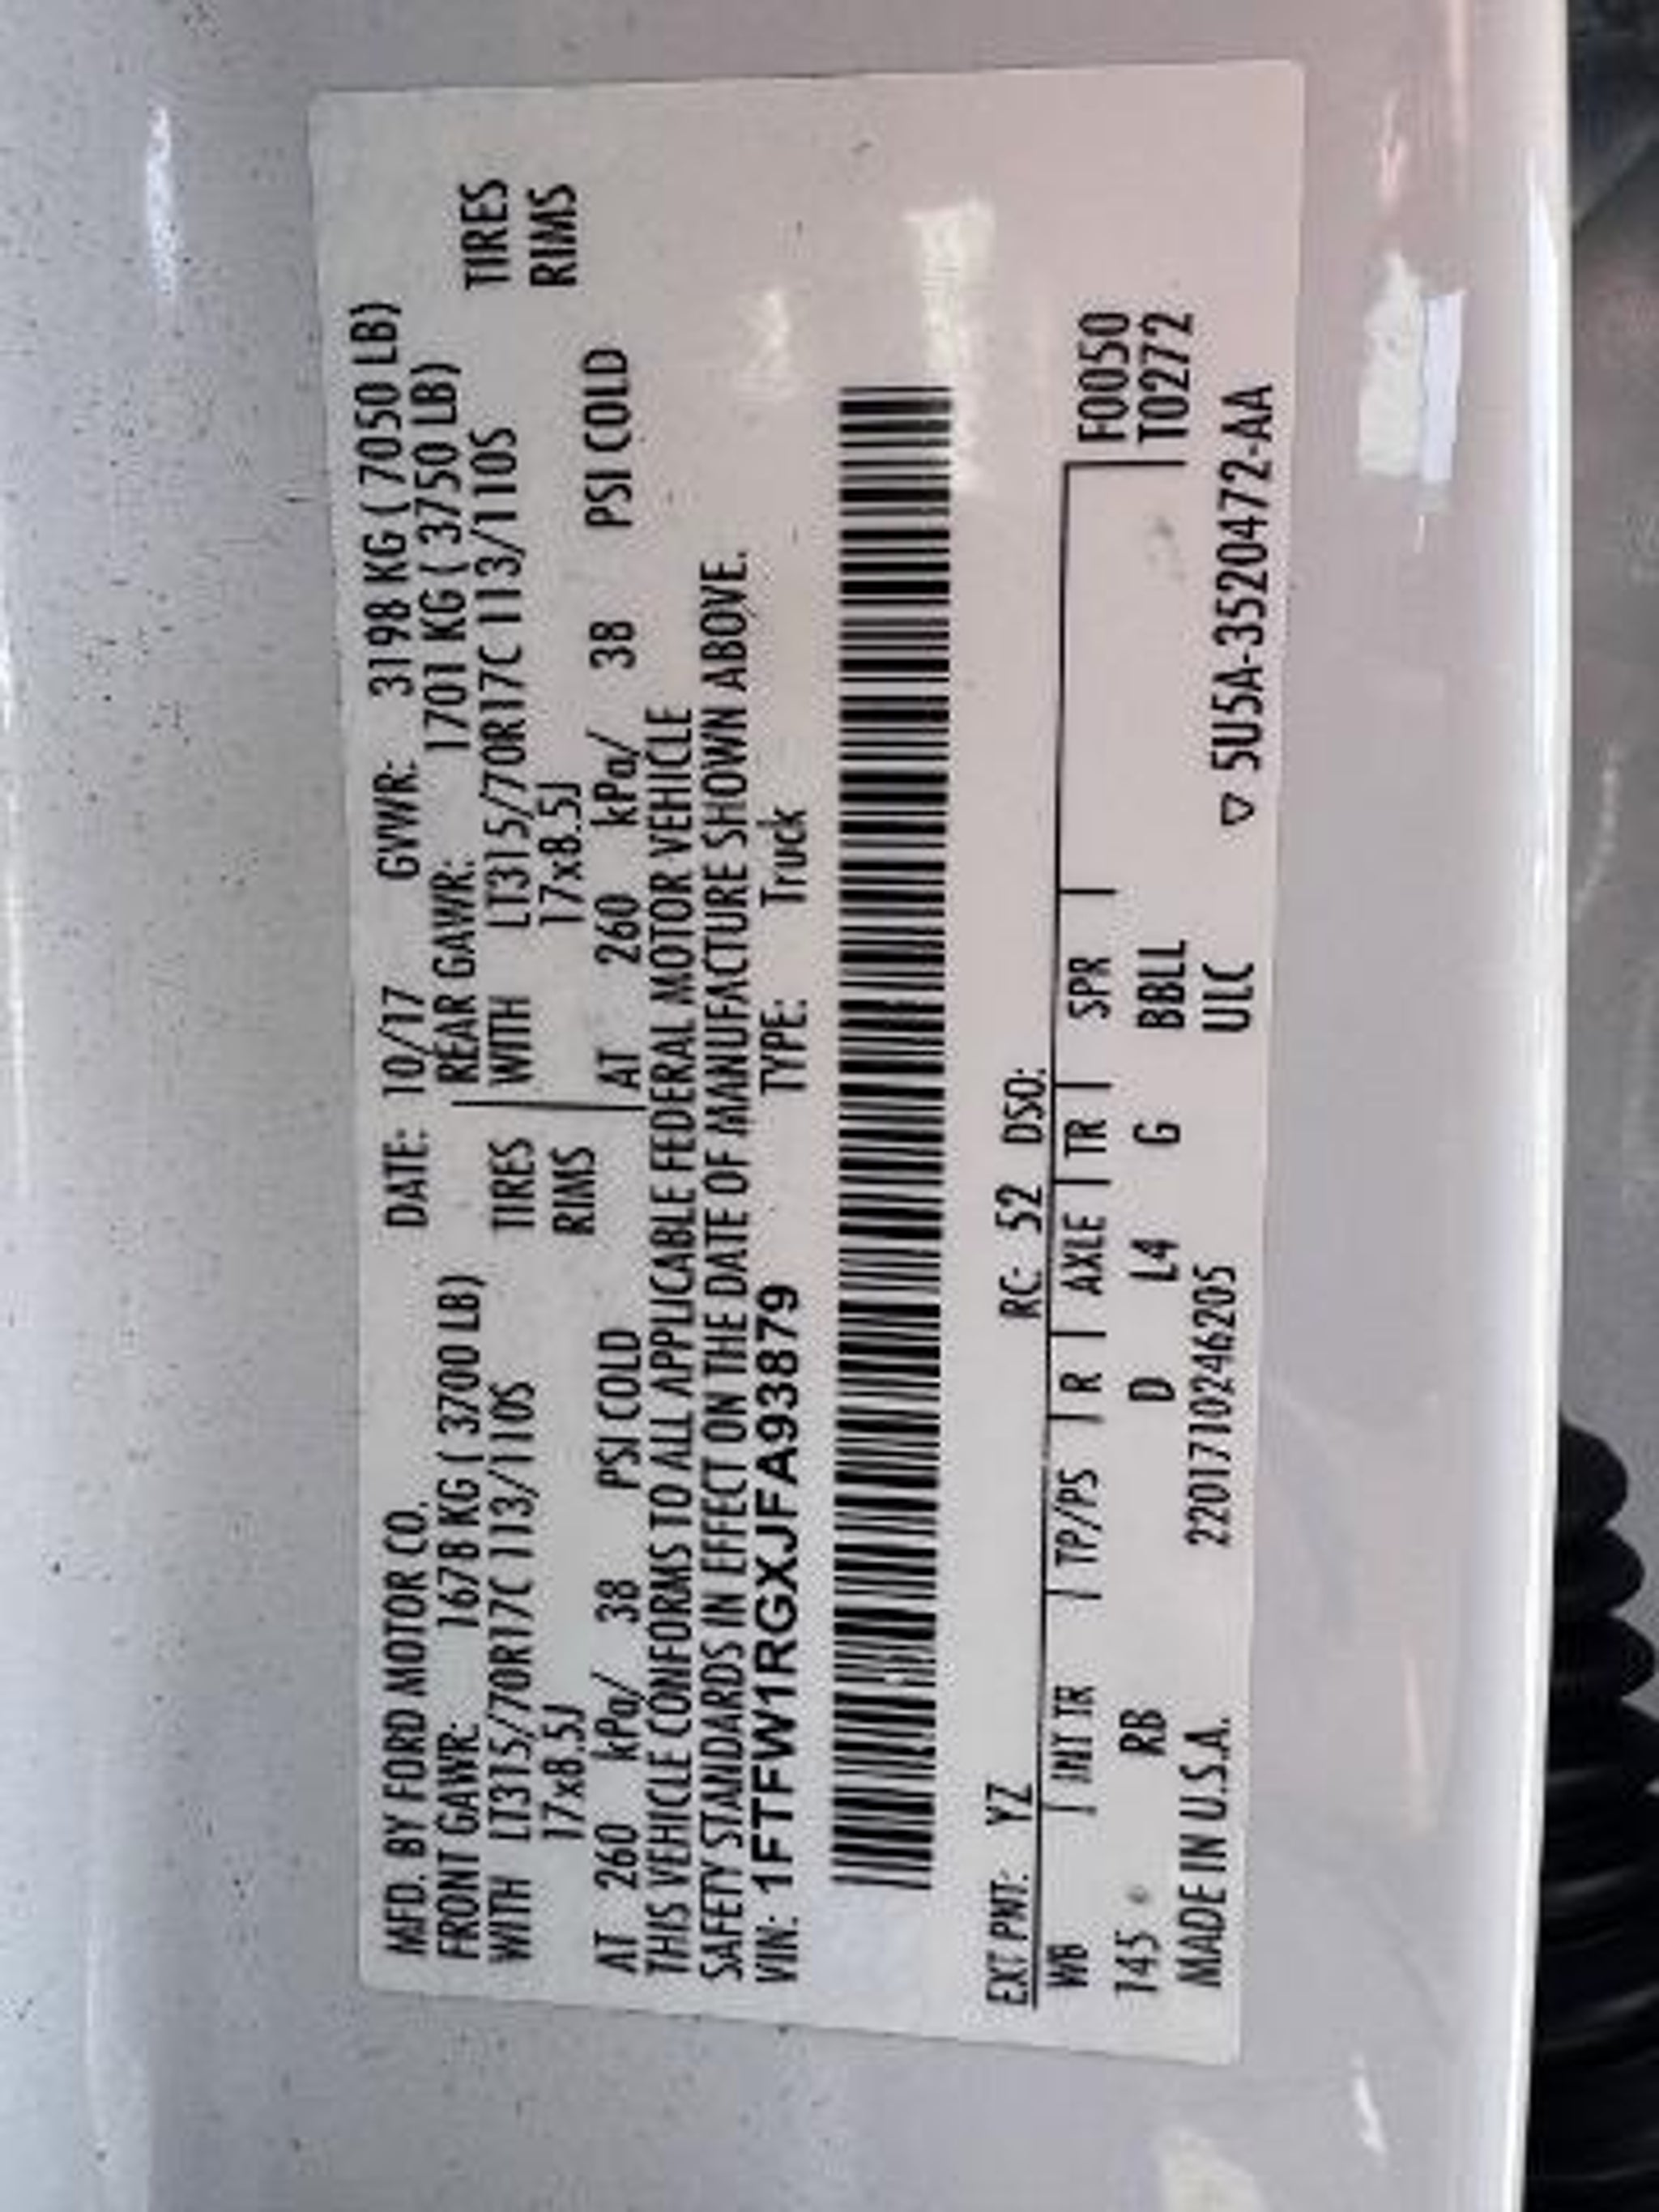 MFD. BY FORD MOTOR CO. DATE: 10/17 GVWR: 3198 KG ( 7050 LB)
FRONT GAWR: 1678 KG ( 3700 LB) REAR GAWR: 1701 KG ( 3750 LB)
WITH LT315/70R17C 113/110S TIRES WITH LT315/70R17C 113/110S TIRES
17x8.5J RIMS 17x8.5J RIMS
AT 260 kPa/ 38 PSI COLD AT 260 kPa/ 38 PSI COLD
THIS VEHICLE CONFORMS TO ALL APPLICABLE FEDERAL MOTOR VEHICLE
SAFETY STANDARDS IN EFFECT ON THE DATE OF MANUFACTURE SHOWN ABOVE.
VIN: 1FTFW1RGXJFA93879 TYPE: Truck
EXT PNT: YZ RC: 52 DSO:
WB | INT TR | TP/PS | R | AXLE | TR | SPR | F0050
145 RB D L4 G BBLL T0272
MADE IN U.S.A. 2201710246205 ULC
▽ 5U5A-3520472-AA